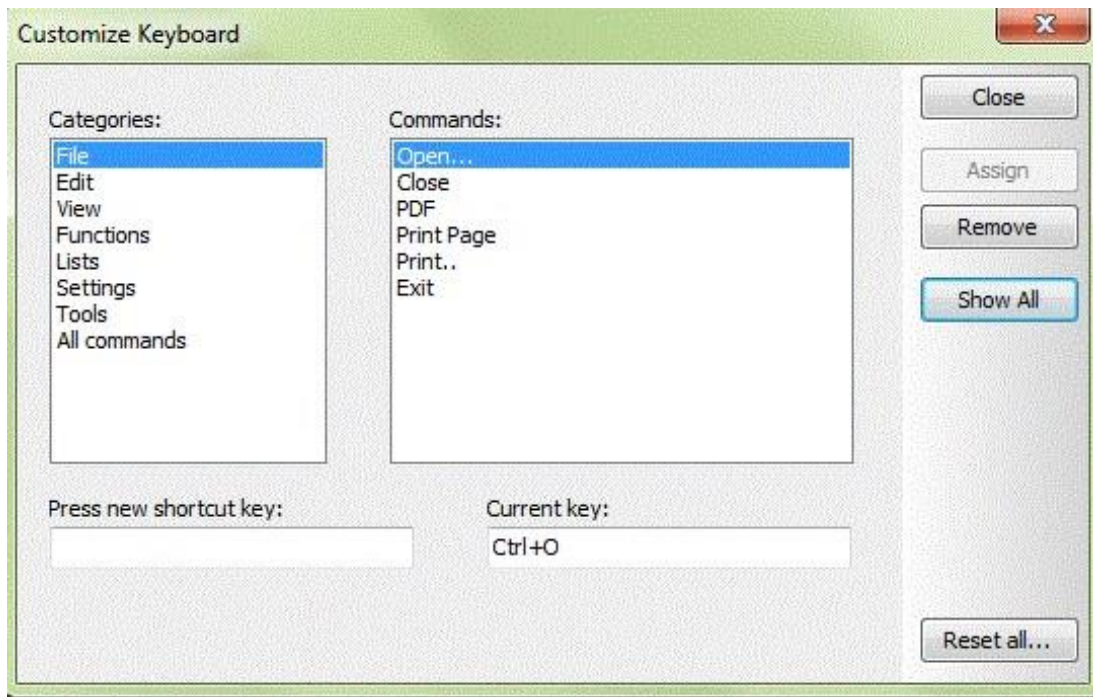 Customize Keyboard
Categories:
File
Edit
View
Functions
Lists
Settings
Tools
All commands
Commands:
Open...
Close
PDF
Print Page
Print..
Exit
Press new shortcut key:
Current key:
Ctrl+O
Close
Assign
Remove
Show All
Reset all...